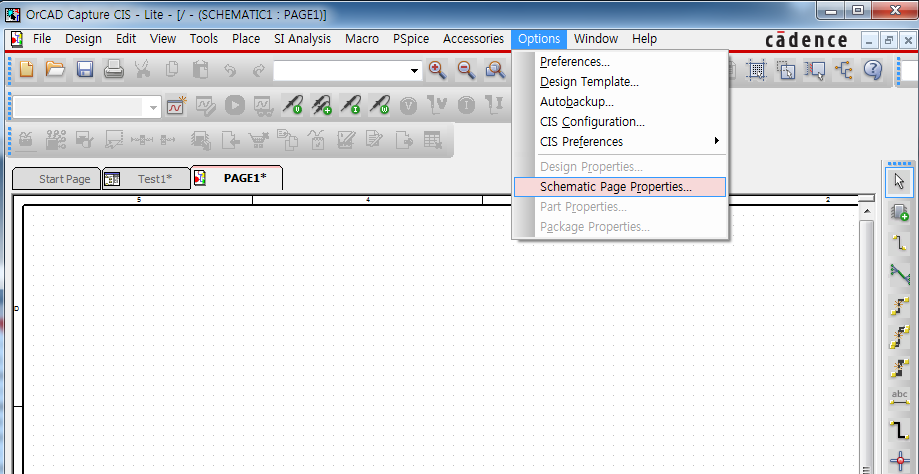 OrCAD Capture CIS - Lite - [/ - (SCHEMATIC1 : PAGE1)]
File Design Edit View Tools Place SI Analysis Macro PSpice Accessories Options Window Help cādence
Preferences...
Design Template...
Autobackup...
CIS Configuration...
CIS Preferences
Design Properties...
Schematic Page Properties...
Part Properties...
Package Properties...
Start Page Test1* PAGE1*
5 4 2
D
abc